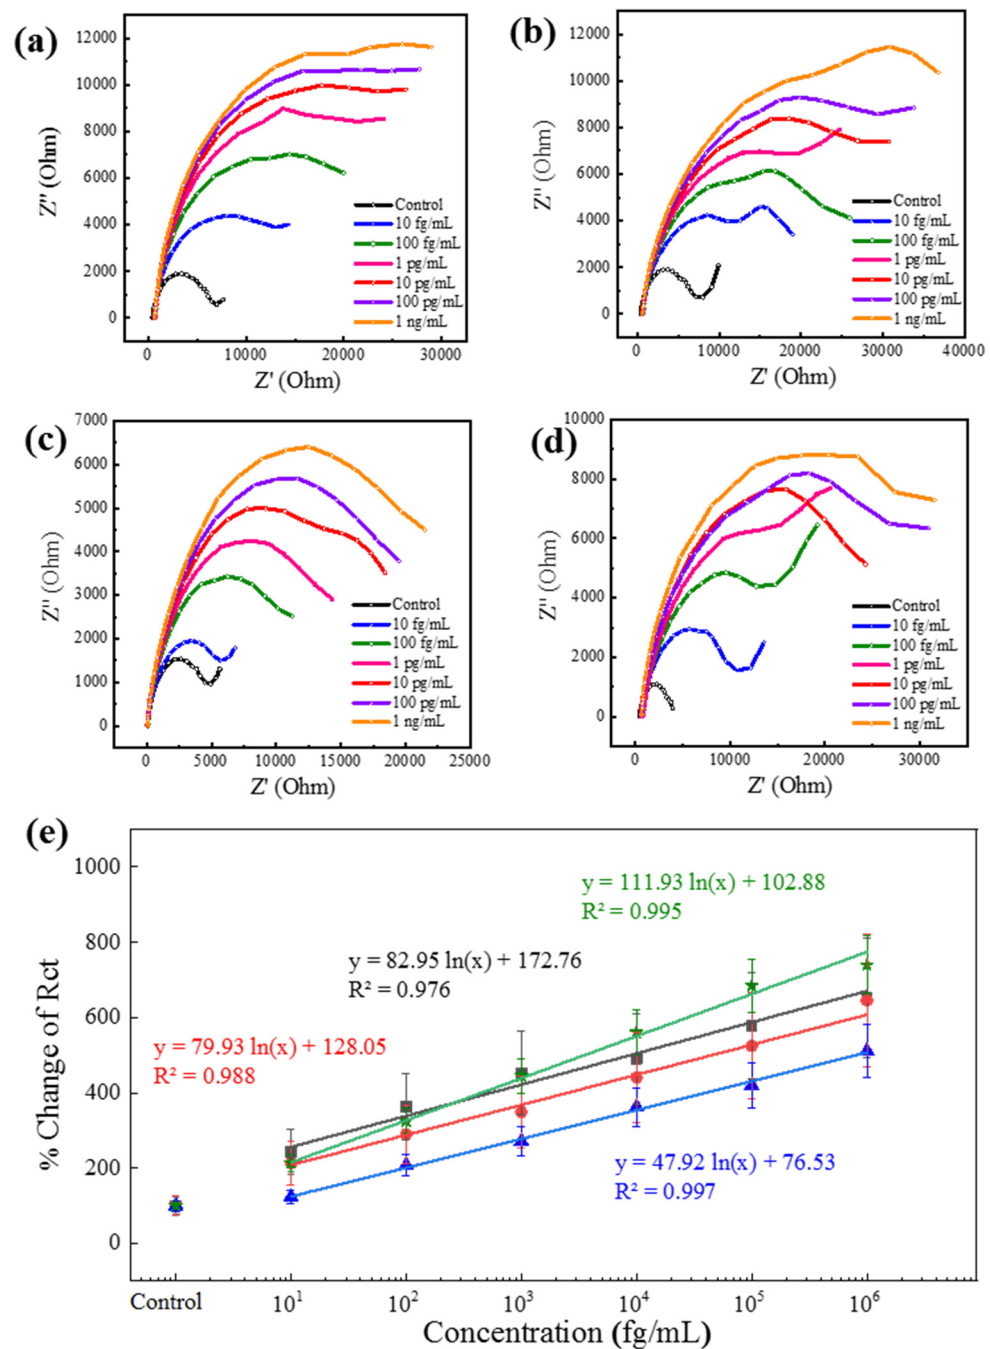 (a)
12000
10000
8000
6000
4000
2000
0
Z'' (Ohm)
Control
10 fg/mL
100 fg/mL
1 pg/mL
10 pg/mL
100 pg/mL
1 ng/mL
0 10000 20000 30000
Z' (Ohm)
(b)
12000
10000
8000
6000
4000
2000
0
Z'' (Ohm)
Control
10 fg/mL
100 fg/mL
1 pg/mL
10 pg/mL
100 pg/mL
1 ng/mL
0 10000 20000 30000 40000
Z' (Ohm)
(c)
7000
6000
5000
4000
3000
2000
1000
0
Z'' (Ohm)
Control
10 fg/mL
100 fg/mL
1 pg/mL
10 pg/mL
100 pg/mL
1 ng/mL
0 5000 10000 15000 20000 25000
Z' (Ohm)
(d)
10000
8000
6000
4000
2000
0
Z'' (Ohm)
Control
10 fg/mL
100 fg/mL
1 pg/mL
10 pg/mL
100 pg/mL
1 ng/mL
0 10000 20000 30000
Z' (Ohm)
(e)
1000
800
600
400
200
0
% Change of Rct
y = 111.93 ln(x) + 102.88
R² = 0.995
y = 82.95 ln(x) + 172.76
R² = 0.976
y = 79.93 ln(x) + 128.05
R² = 0.988
y = 47.92 ln(x) + 76.53
R² = 0.997
Control 10¹ 10² 10³ 10⁴ 10⁵ 10⁶
Concentration (fg/mL)